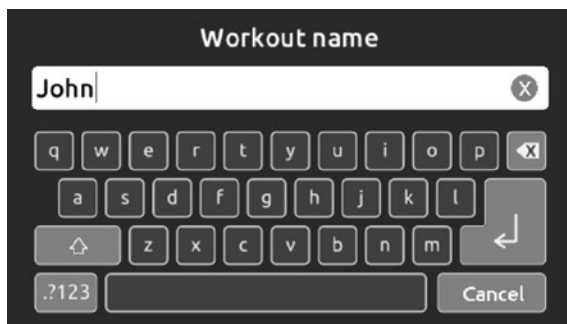 Workout name
John
q w e r t y u i o p
a s d f g h j k l
z x c v b n m
.?123 Cancel